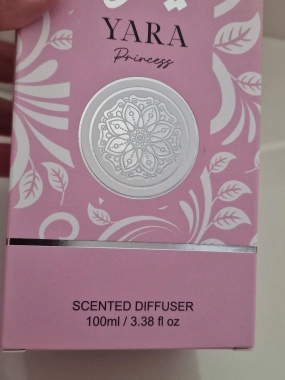 YARA
Princess
SCENTED DIFFUSER
100ml / 3.38 fl oz